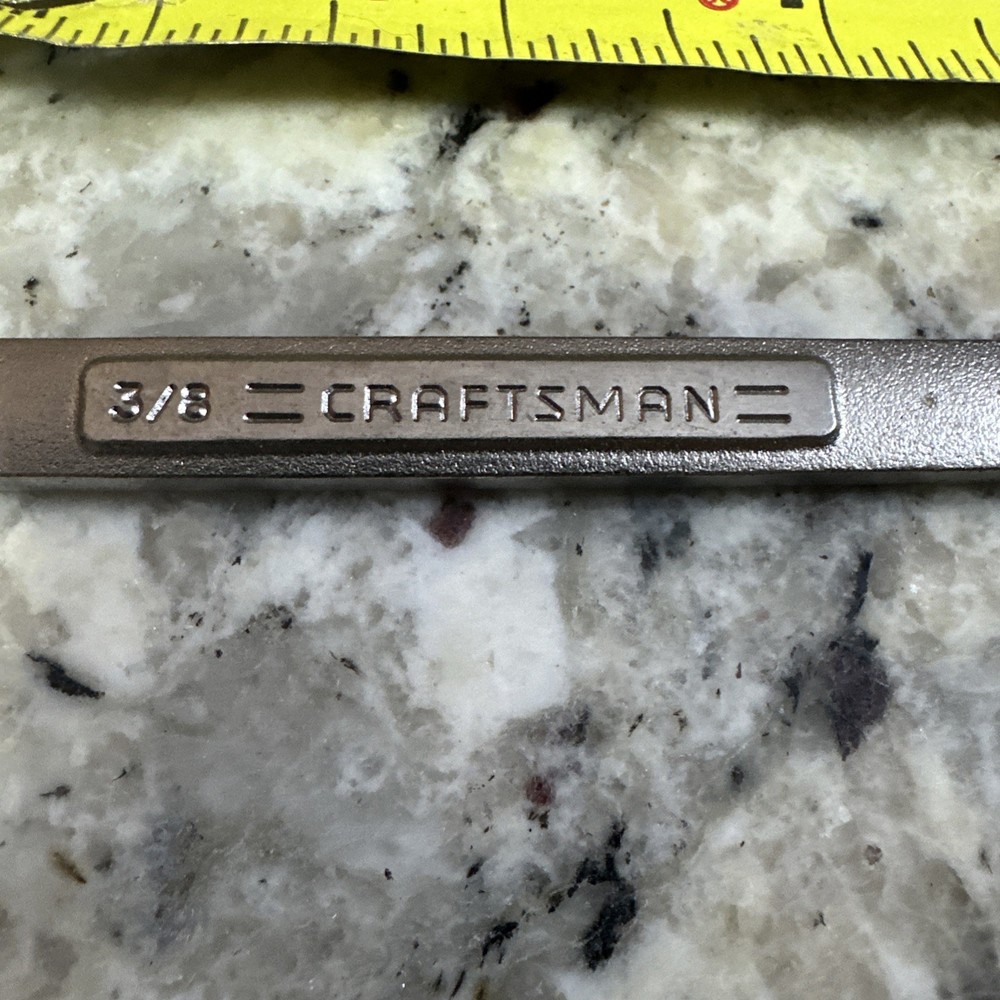 3/8 =CRAFTSMAN=